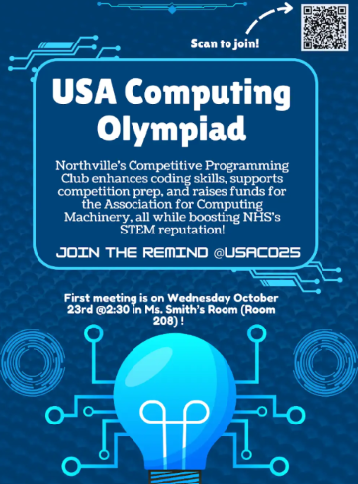 Scan to join!
USA Computing
Olympiad
Northville's Competitive Programming
Club enhances coding skills, supports
competition prep, and raises funds for
the Association for Computing
Machinery, all while boosting NHS's
STEM reputation!
JOIN THE REMIND @USACO25
First meeting is on Wednesday October
23rd @2:30 in Ms. Smith's Room (Room
208) !